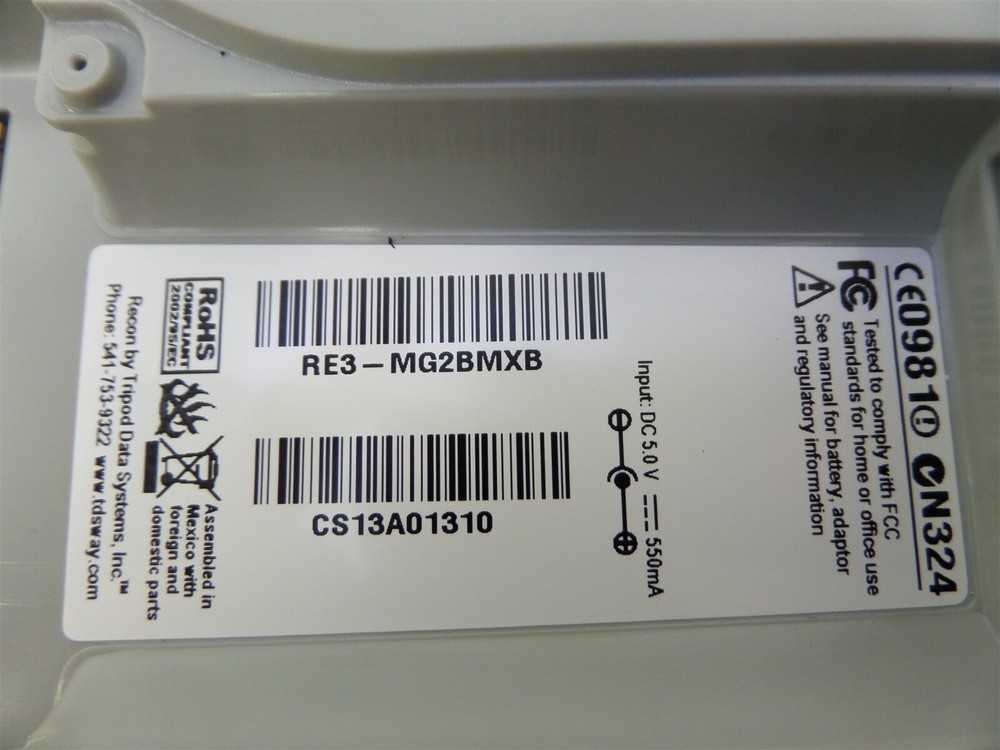 CE0981
N324
FC Tested to comply with FCC
standards for home or office use
See manual for battery, adaptor
and regulatory information
Input: DC 5.0 V 550mA
RE3-MG2BMXB
CS13A01310
RoHS
COMPLIANT
2002/95/EC
Assembled in
Mexico with
foreign and
domestic parts
Recon by Tripod Data Systems, Inc.™
Phone: 541-753-9322 www.tdsway.com